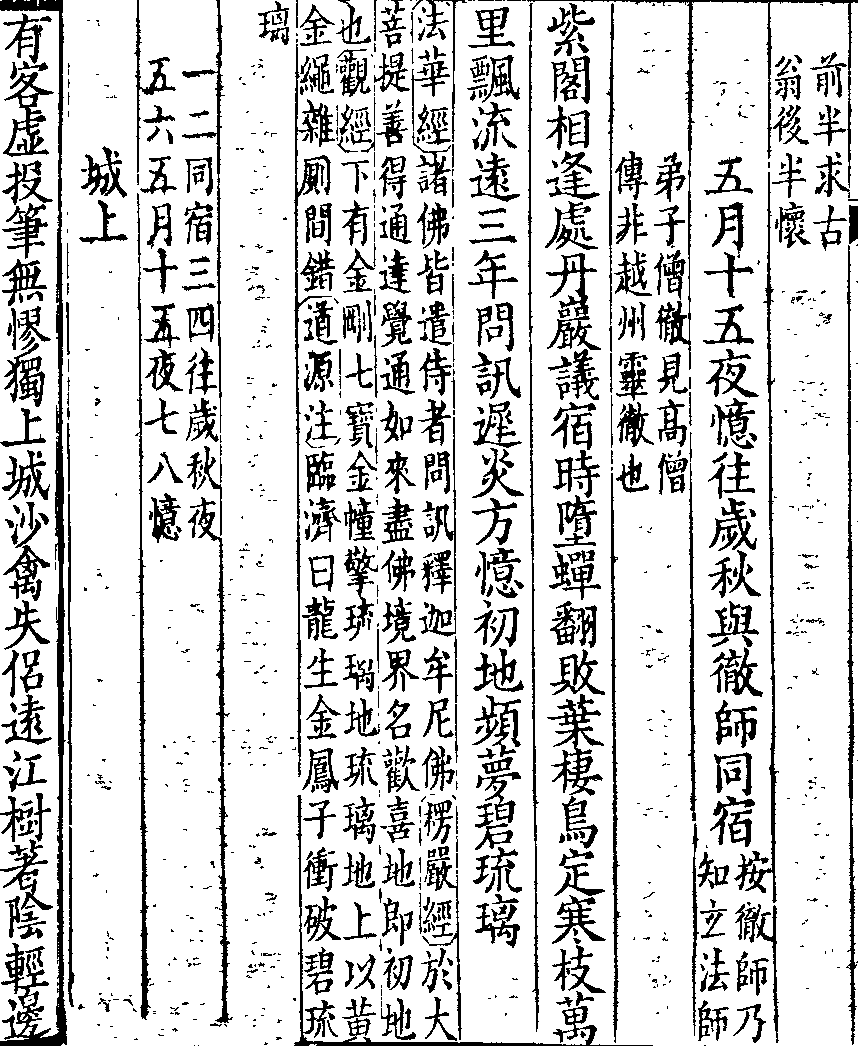 前半求古
翁後半懷
五月十五夜憶往歲秋與徹師同宿
按徹師乃
知玄法師
弟子僧徹見高僧
傳非越州靈徹也
紫閣相逢處丹巖議宿時墮蟬翻敗葉棲鳥定寒枝萬
里飄流遠三年問訊遲炎方憶初地頻夢碧琉璃
法華經諸佛皆遣侍者問訊釋迦牟尼佛楞嚴經於大
菩提善得通達覺通如來盡佛境界名歡喜地即初地
也觀經下有金剛七寶金幢擎琉璃地琉璃地上以黃
金繩雜厠間錯道源注臨濟曰龍生金鳳子衝破碧琉
璃
一二同宿三四往歲秋夜
五六五月十五夜七八憶
城上
有客虛投筆無憀獨上城沙禽失侶遠江樹著陰輕邊